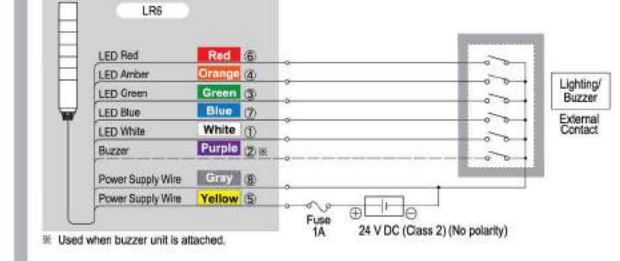 LR6
LED Red Red ⑥
LED Amber Orange ④
LED Green Green ③
LED Blue Blue ⑦
LED White White ①
Buzzer Purple ②※
Power Supply Wire Gray ⑧
Power Supply Wire Yellow ⑤
Lighting/
Buzzer
External
Contact
Fuse
1A
⊕ ⊖
24 V DC (Class 2) (No polarity)
※ Used when buzzer unit is attached.